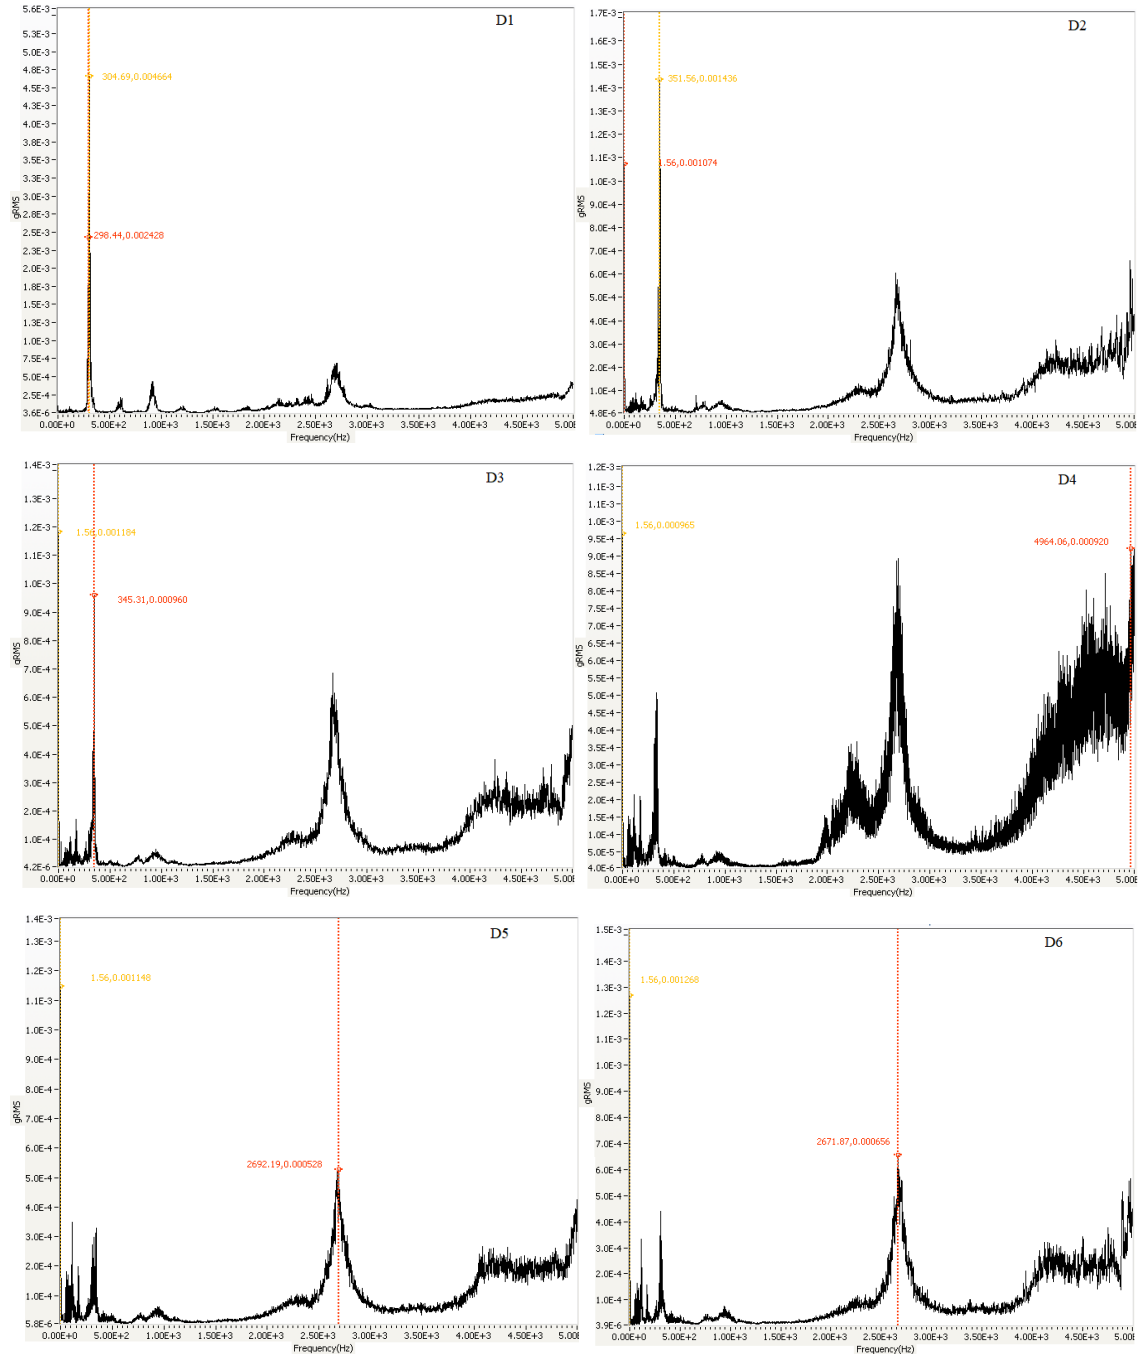 D1
5.6E-3
5.3E-3
5.0E-3
4.8E-3
4.5E-3
4.3E-3
4.0E-3
3.8E-3
3.5E-3
3.3E-3
3.0E-3
2.8E-3
2.5E-3
2.3E-3
2.0E-3
1.8E-3
1.5E-3
1.3E-3
1.0E-3
7.5E-4
5.0E-4
2.5E-4
3.6E-6
gRMS
304.69,0.004664
298.44,0.002428
0.00E+0 5.00E+2 1.00E+3 1.50E+3 2.00E+3 2.50E+3 3.00E+3 3.50E+3 4.00E+3 4.50E+3 5.00E
Frequency(Hz)
D2
1.7E-3
1.6E-3
1.5E-3
1.4E-3
1.3E-3
1.2E-3
1.1E-3
1.0E-3
9.0E-4
8.0E-4
7.0E-4
6.0E-4
5.0E-4
4.0E-4
3.0E-4
2.0E-4
1.0E-4
4.8E-6
gRMS
351.56,0.001436
1.56,0.001074
0.00E+0 5.00E+2 1.00E+3 1.50E+3 2.00E+3 2.50E+3 3.00E+3 3.50E+3 4.00E+3 4.50E+3 5.00E
Frequency(Hz)
D3
1.4E-3
1.3E-3
1.2E-3
1.1E-3
1.0E-3
9.0E-4
8.0E-4
7.0E-4
6.0E-4
5.0E-4
4.0E-4
3.0E-4
2.0E-4
1.0E-4
4.2E-6
gRMS
1.56,0.001184
345.31,0.000960
0.00E+0 5.00E+2 1.00E+3 1.50E+3 2.00E+3 2.50E+3 3.00E+3 3.50E+3 4.00E+3 4.50E+3 5.00E
Frequency(Hz)
D4
1.2E-3
1.1E-3
1.1E-3
1.0E-3
9.5E-4
9.0E-4
8.5E-4
8.0E-4
7.5E-4
7.0E-4
6.5E-4
6.0E-4
5.5E-4
5.0E-4
4.5E-4
4.0E-4
3.5E-4
3.0E-4
2.5E-4
2.0E-4
1.5E-4
1.0E-4
5.0E-5
4.0E-6
gRMS
1.56,0.000965
4964.06,0.000920
0.00E+0 5.00E+2 1.00E+3 1.50E+3 2.00E+3 2.50E+3 3.00E+3 3.50E+3 4.00E+3 4.50E+3 5.00E
Frequency(Hz)
D5
1.4E-3
1.3E-3
1.2E-3
1.1E-3
1.0E-3
9.0E-4
8.0E-4
7.0E-4
6.0E-4
5.0E-4
4.0E-4
3.0E-4
2.0E-4
1.0E-4
5.8E-6
gRMS
1.56,0.001148
2692.19,0.000528
0.00E+0 5.00E+2 1.00E+3 1.50E+3 2.00E+3 2.50E+3 3.00E+3 3.50E+3 4.00E+3 4.50E+3 5.00E
Frequency(Hz)
D6
1.5E-3
1.4E-3
1.3E-3
1.2E-3
1.1E-3
1.0E-3
9.0E-4
8.0E-4
7.0E-4
6.0E-4
5.0E-4
4.0E-4
3.0E-4
2.0E-4
1.0E-4
3.9E-6
gRMS
1.56,0.001268
2671.87,0.000656
0.00E+0 5.00E+2 1.00E+3 1.50E+3 2.00E+3 2.50E+3 3.00E+3 3.50E+3 4.00E+3 4.50E+3 5.00E
Frequency(Hz)